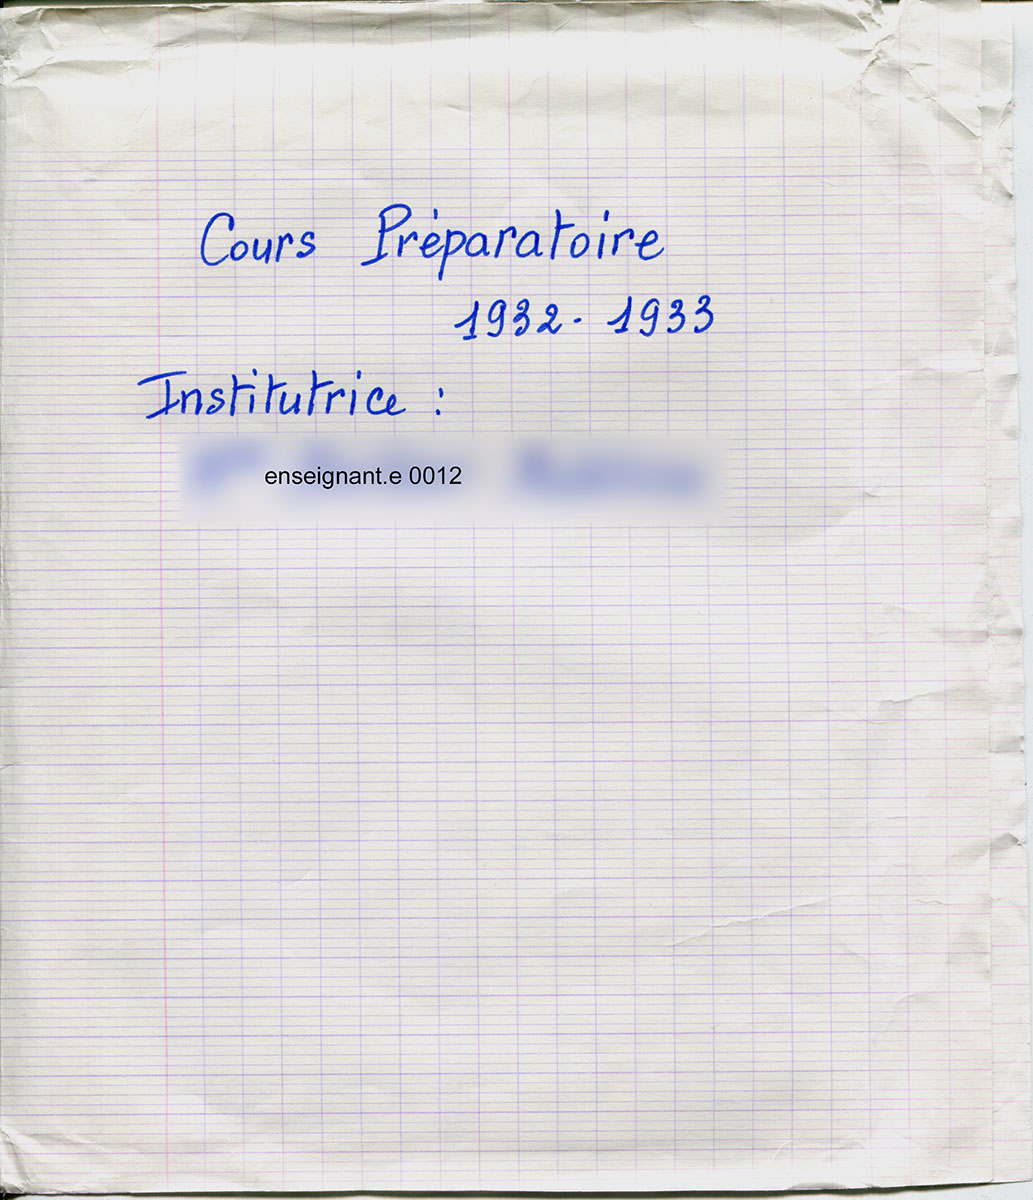 Cours Préparatoire
1932-1933
Institutrice :
enseignant.e 0012